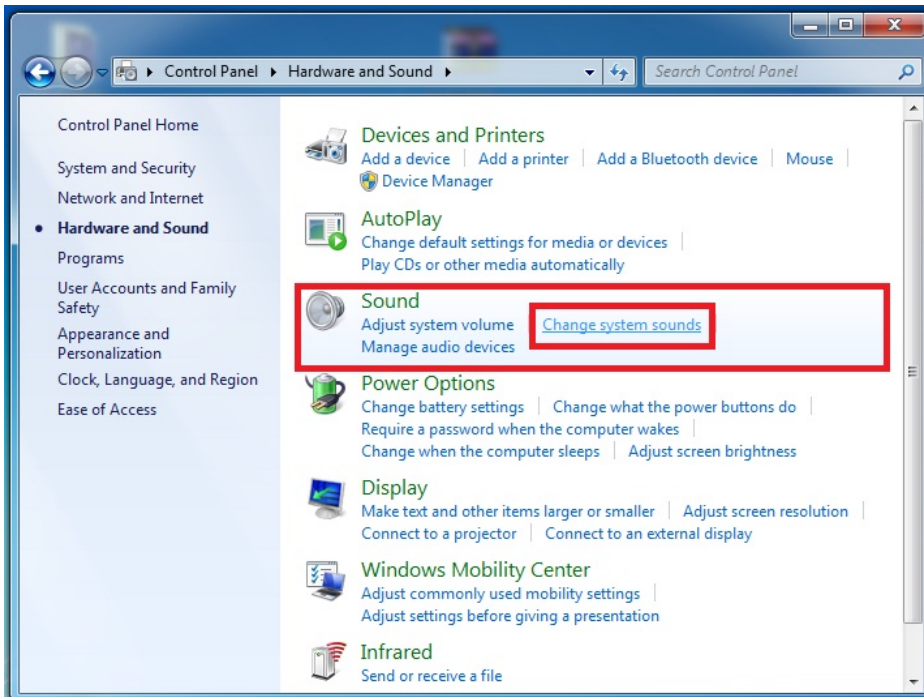 Control Panel Hardware and Sound Search Control Panel
Control Panel Home
System and Security
Network and Internet
Hardware and Sound
Programs
User Accounts and Family
Safety
Appearance and
Personalization
Clock, Language, and Region
Ease of Access
Devices and Printers
Add a device Add a printer Add a Bluetooth device Mouse
Device Manager
AutoPlay
Change default settings for media or devices
Play CDs or other media automatically
Sound
Adjust system volume Change system sounds
Manage audio devices
Power Options
Change battery settings Change what the power buttons do
Require a password when the computer wakes
Change when the computer sleeps Adjust screen brightness
Display
Make text and other items larger or smaller Adjust screen resolution
Connect to a projector Connect to an external display
Windows Mobility Center
Adjust commonly used mobility settings
Adjust settings before giving a presentation
Infrared
Send or receive a file